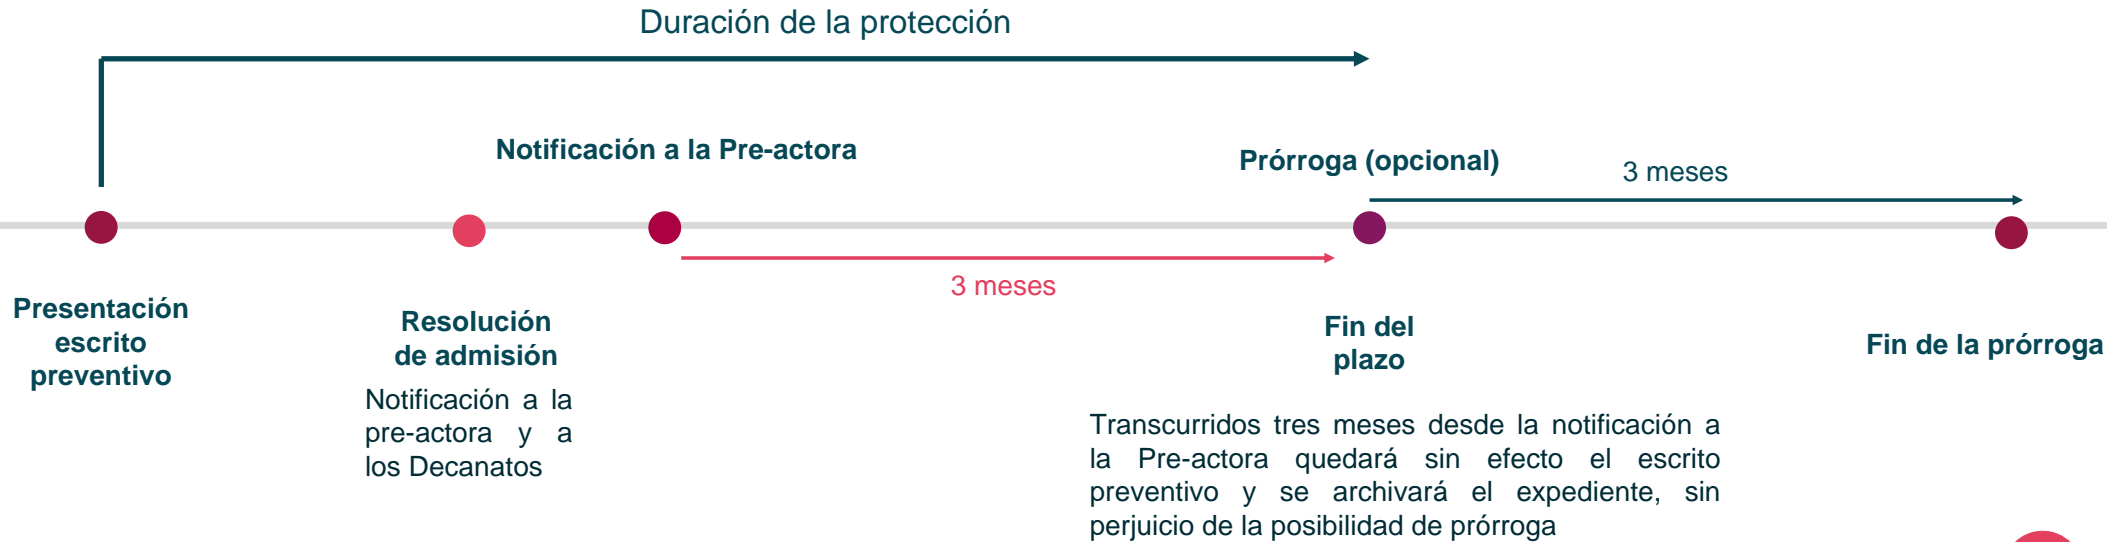 Duración de la protección
Notificación a la Pre-actora
Prórroga (opcional)
3 meses
3 meses
Presentación
escrito
preventivo
Resolución
de admisión
Notificación a la
pre-actora y a
los Decanatos
Fin del
plazo
Transcurridos tres meses desde la notificación a
la Pre-actora quedará sin efecto el escrito
preventivo y se archivará el expediente, sin
perjuicio de la posibilidad de prórroga
Fin de la prórroga